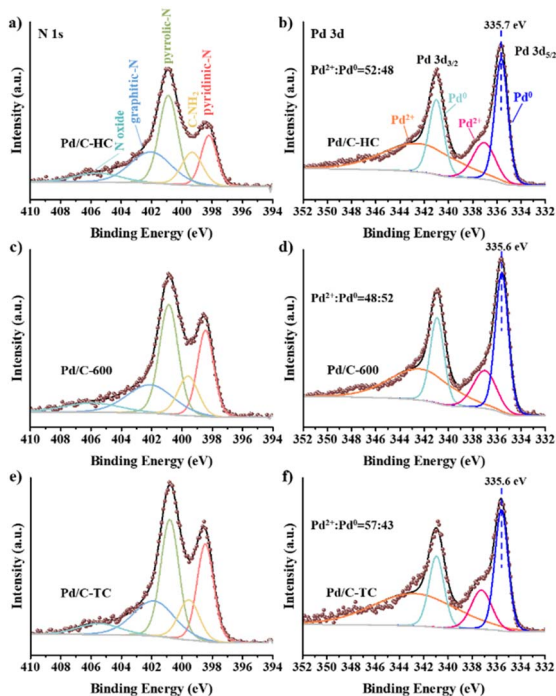 a)
N 1s
N oxide
graphitic-N
pyrrolic-N
C-NH₂
pyridinic-N
Pd/C-HC
Intensity (a.u.)
410 408 406 404 402 400 398 396 394
Binding Energy (eV)
b)
Pd 3d
335.7 eV
Pd 3d₃/₂
Pd 3d₅/₂
Pd²⁺:Pd⁰=52:48
Pd²⁺
Pd⁰
Pd²⁺
Pd⁰
Pd/C-HC
Intensity (a.u.)
352 350 348 346 344 342 340 338 336 334 332
Binding Energy (eV)
c)
Pd/C-600
Intensity (a.u.)
410 408 406 404 402 400 398 396 394
Binding Energy (eV)
d)
335.6 eV
Pd²⁺:Pd⁰=48:52
Pd/C-600
Intensity (a.u.)
352 350 348 346 344 342 340 338 336 334 332
Binding Energy (eV)
e)
Pd/C-TC
Intensity (a.u.)
410 408 406 404 402 400 398 396 394
Binding Energy (eV)
f)
335.6 eV
Pd²⁺:Pd⁰=57:43
Pd/C-TC
Intensity (a.u.)
352 350 348 346 344 342 340 338 336 334 332
Binding Energy (eV)